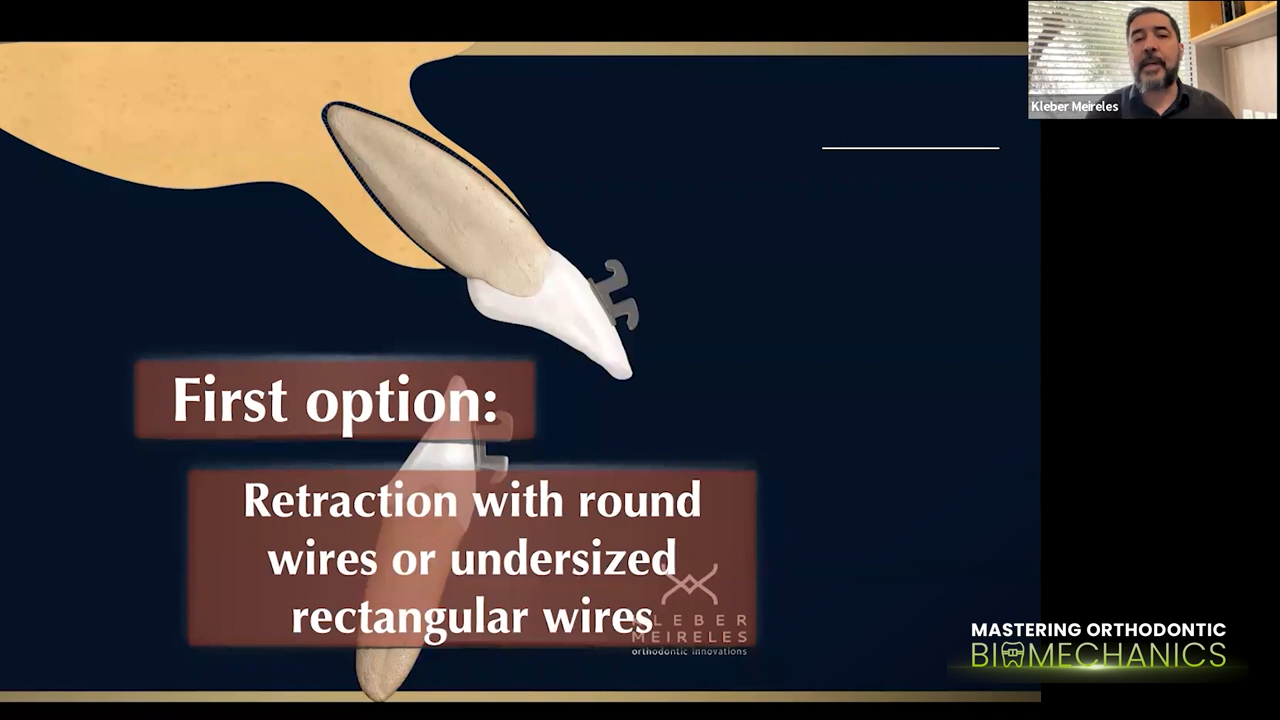 Kleber Meireles
First option:
Retraction with round
wires or undersized
rectangular wires
KLEBER
MEIRELES
orthodontic innovations
MASTERING ORTHODONTIC
BIOMECHANICS